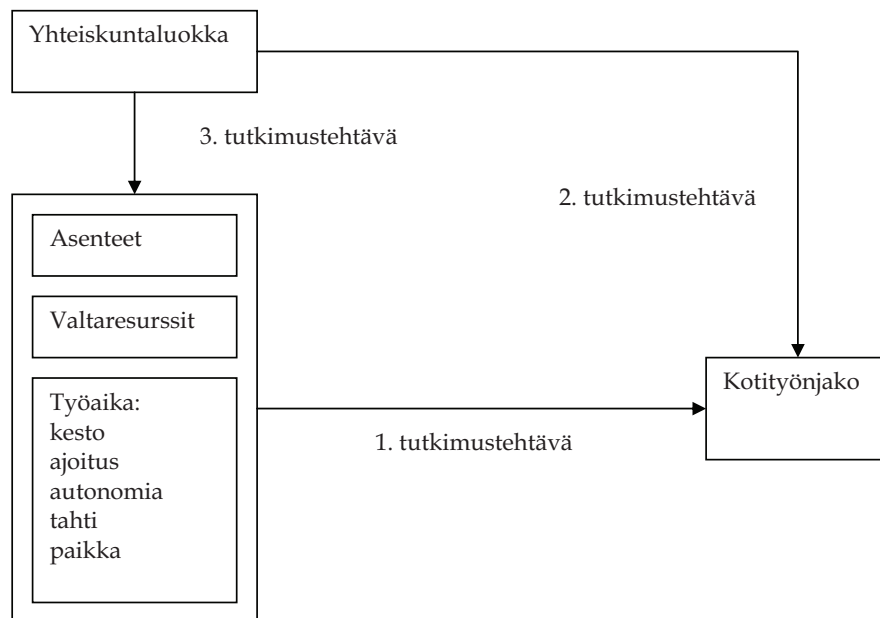 Yhteiskuntaluokka
3. tutkimustehtävä
2. tutkimustehtävä
Asenteet
Valtaresurssit
Työaika:
kesto
ajoitus
autonomia
tahti
paikka
1. tutkimustehtävä
Kotityönjako